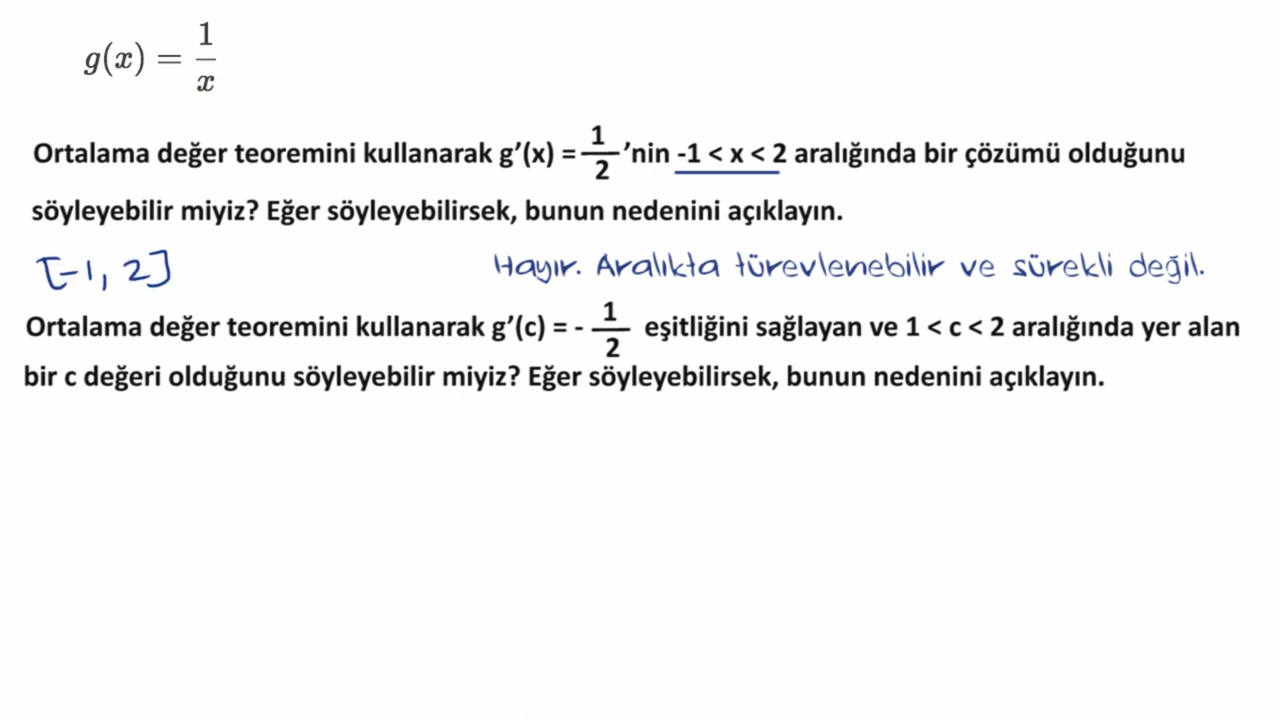 g(x) = 1/x
Ortalama değer teoremini kullanarak g’(x) = 1/2 ’nin -1 < x < 2 aralığında bir çözümü olduğunu
söyleyebilir miyiz? Eğer söyleyebilirsek, bunun nedenini açıklayın.
[-1, 2] Hayır. Aralıkta türevlenebilir ve sürekli değil.
Ortalama değer teoremini kullanarak g’(c) = - 1/2 eşitliğini sağlayan ve 1 < c < 2 aralığında yer alan
bir c değeri olduğunu söyleyebilir miyiz? Eğer söyleyebilirsek, bunun nedenini açıklayın.